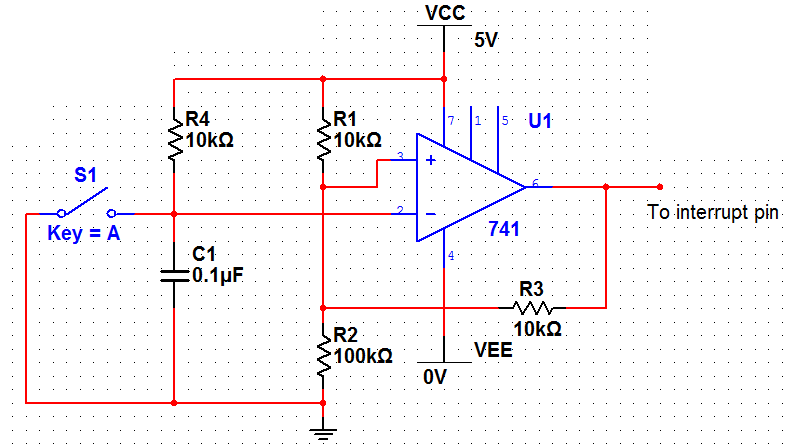 VCC
5V
R4
10kΩ
R1
10kΩ
7
1
5
U1
3
+
S1
6
2
−
Key = A
741
To interrupt pin
C1
0.1µF
4
R3
10kΩ
R2
100kΩ
VEE
0V